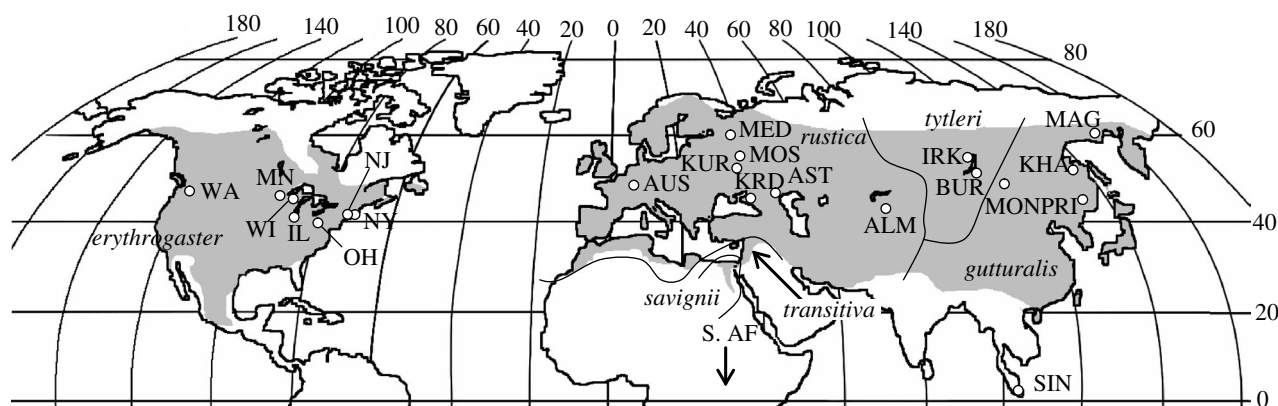 180 140 100 80 60 40 20 0 20 40 60 80 100 140 180
80
MAG
60
tytleri
rustica
MED
MOS
NJ
IRK
KHA
KUR
AST
MN
WA
AUS
KRD
BUR
MONPRI
WI
IL
NY
ALM
40
erythrogaster
OH
gutturalis
savignii
transitiva
20
S. AF
SIN
0